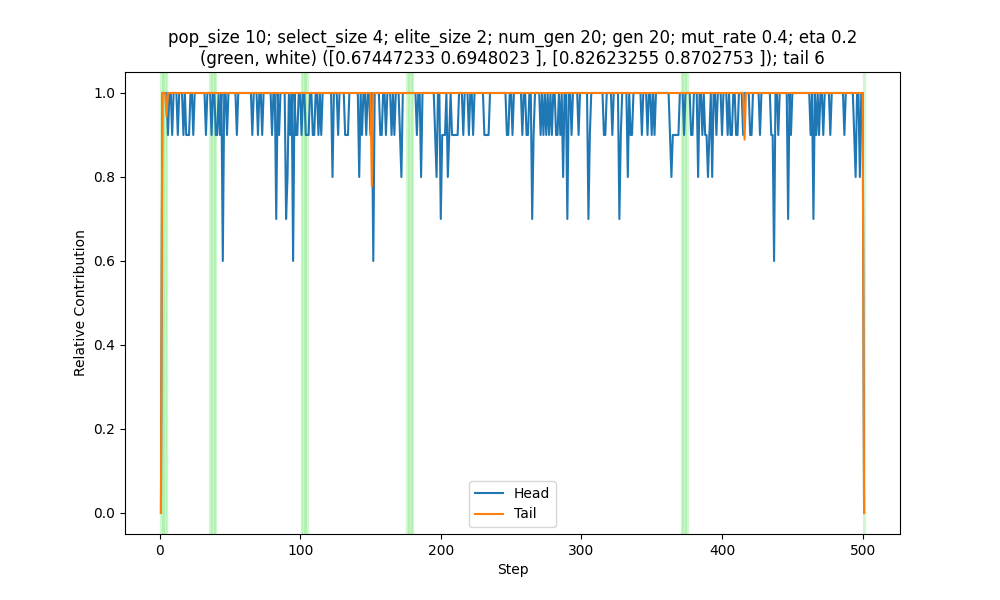 pop_size 10; select_size 4; elite_size 2; num_gen 20; gen 20; mut_rate 0.4; eta 0.2
(green, white) ([0.67447233 0.6948023 ], [0.82623255 0.8702753 ]); tail 6
1.0
0.8
0.6
0.4
0.2
0.0
Relative Contribution
Head
Tail
0
100
200
300
400
500
Step